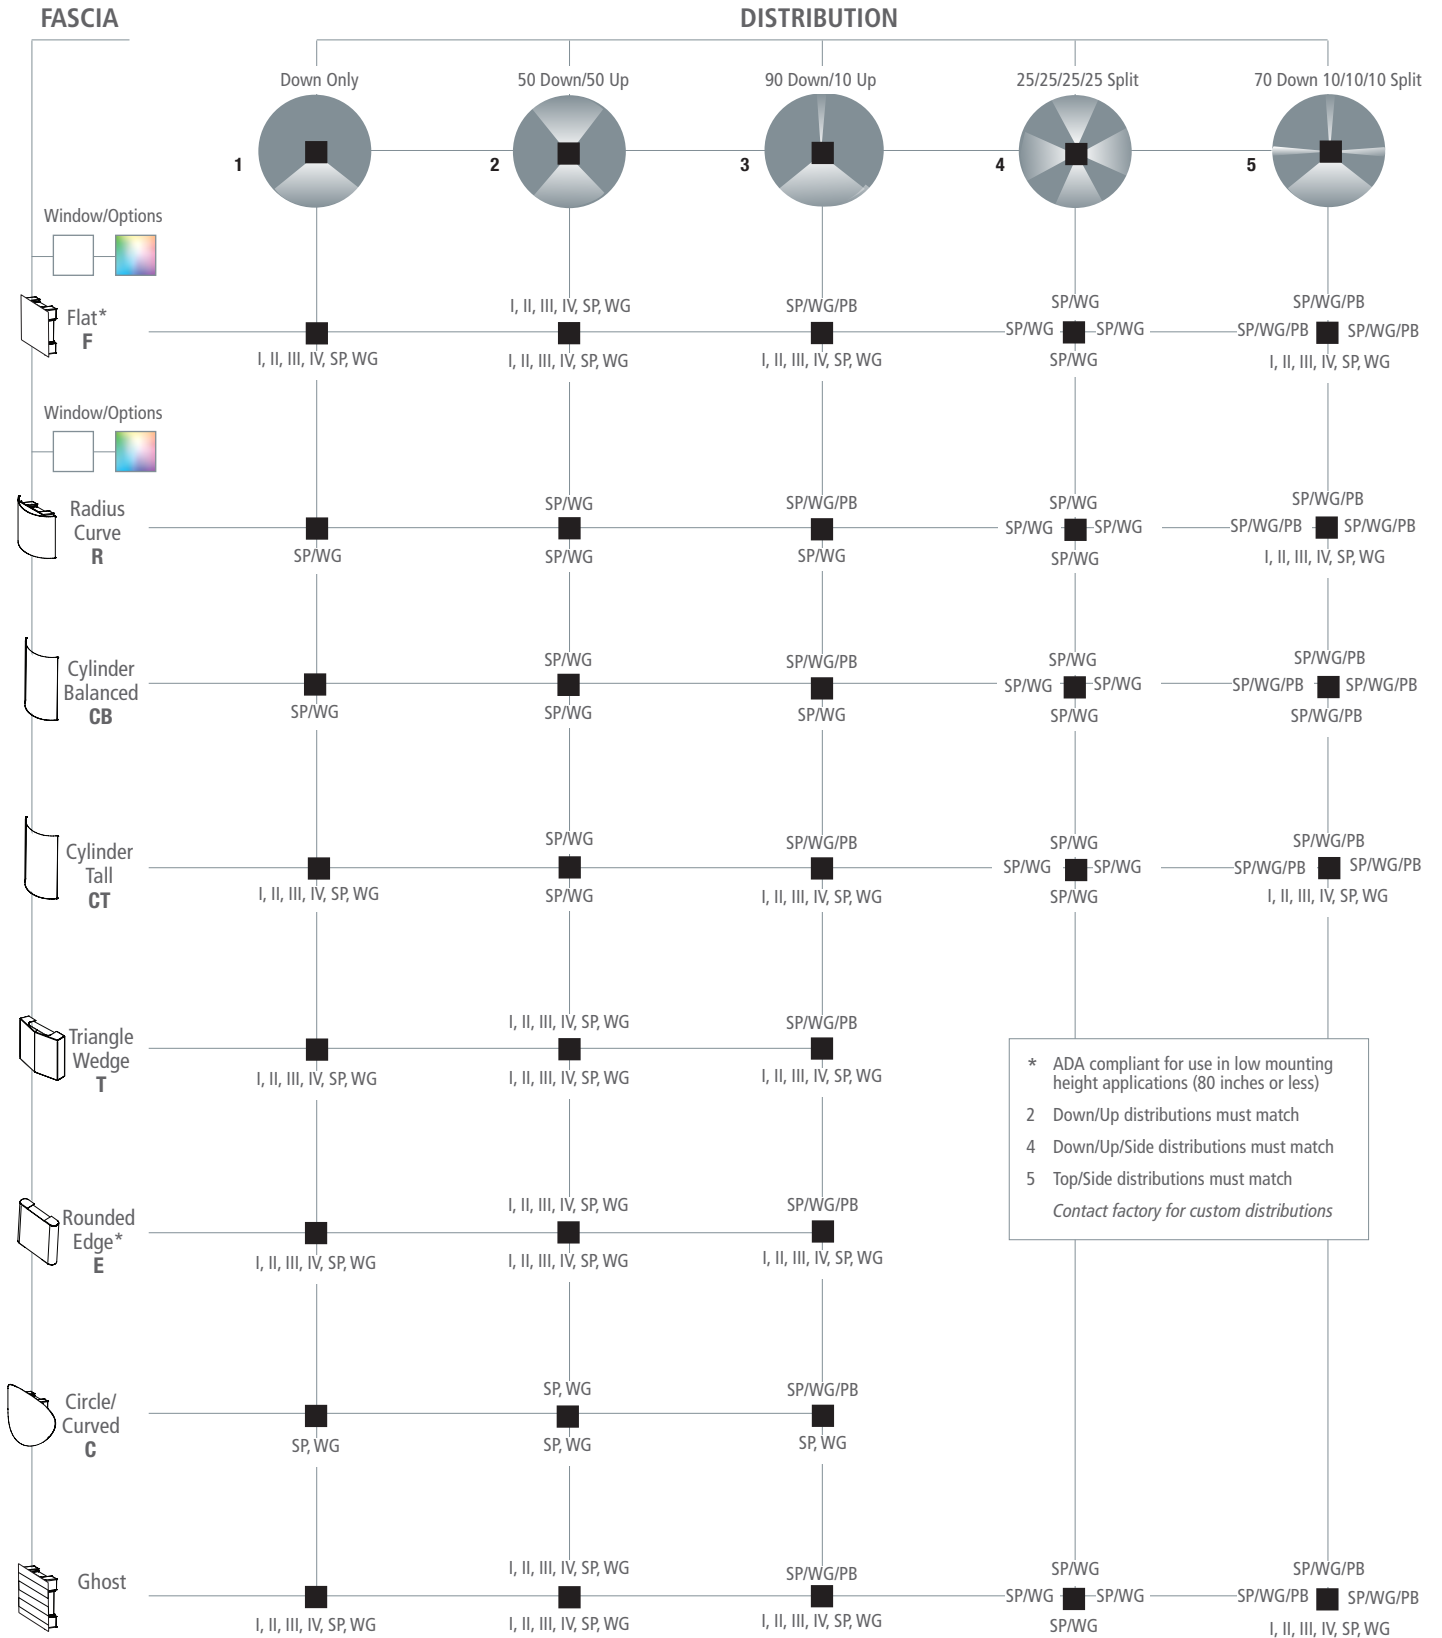 FASCIA
DISTRIBUTION
Down Only
50 Down/50 Up
90 Down/10 Up
25/25/25/25 Split
70 Down 10/10/10 Split
1
2
3
4
5
Window/Options
Flat*
F
I, II, III, IV, SP, WG
I, II, III, IV, SP, WG
I, II, III, IV, SP, WG
SP/WG/PB
I, II, III, IV, SP, WG
SP/WG
SP/WG
SP/WG
SP/WG
SP/WG/PB
SP/WG/PB
SP/WG/PB
I, II, III, IV, SP, WG
Window/Options
Radius
Curve
R
SP/WG
SP/WG
SP/WG
SP/WG/PB
SP/WG
SP/WG
SP/WG
SP/WG
SP/WG
SP/WG/PB
SP/WG/PB
SP/WG/PB
I, II, III, IV, SP, WG
Cylinder
Balanced
CB
SP/WG
SP/WG
SP/WG
SP/WG/PB
SP/WG
SP/WG
SP/WG
SP/WG
SP/WG
SP/WG/PB
SP/WG/PB
SP/WG/PB
SP/WG/PB
Cylinder
Tall
CT
I, II, III, IV, SP, WG
SP/WG
SP/WG
SP/WG/PB
I, II, III, IV, SP, WG
SP/WG
SP/WG
SP/WG
SP/WG
SP/WG/PB
SP/WG/PB
SP/WG/PB
I, II, III, IV, SP, WG
Triangle
Wedge
T
I, II, III, IV, SP, WG
I, II, III, IV, SP, WG
I, II, III, IV, SP, WG
SP/WG/PB
I, II, III, IV, SP, WG
* ADA compliant for use in low mounting
height applications (80 inches or less)
2 Down/Up distributions must match
4 Down/Up/Side distributions must match
5 Top/Side distributions must match
Contact factory for custom distributions
Rounded
Edge*
E
I, II, III, IV, SP, WG
I, II, III, IV, SP, WG
I, II, III, IV, SP, WG
SP/WG/PB
I, II, III, IV, SP, WG
Circle/
Curved
C
SP, WG
SP, WG
SP, WG
SP/WG/PB
SP, WG
Ghost
I, II, III, IV, SP, WG
I, II, III, IV, SP, WG
I, II, III, IV, SP, WG
SP/WG/PB
I, II, III, IV, SP, WG
SP/WG
SP/WG
SP/WG
SP/WG
SP/WG/PB
SP/WG/PB
SP/WG/PB
I, II, III, IV, SP, WG